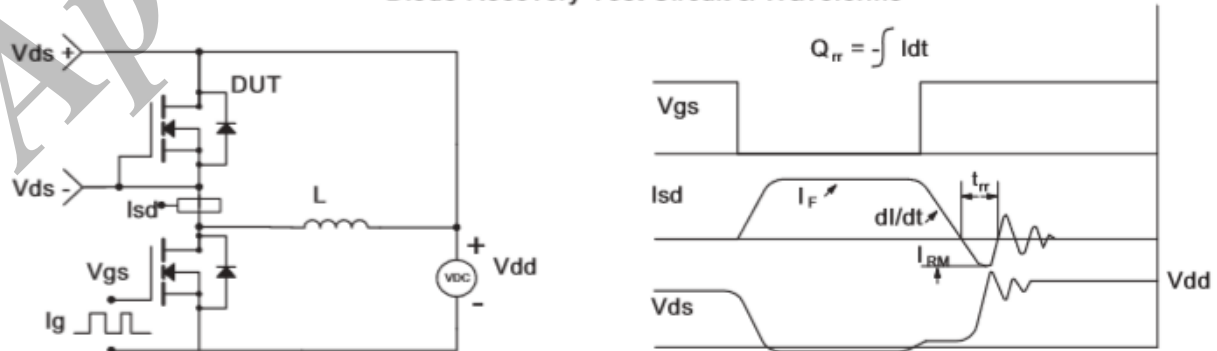 Ap
Vds +
DUT
Vds -
Isd
L
Vgs
Ig
+
VDC
Vdd
-
Qrr = -∫ Idt
Vgs
Isd
IF
dI/dt
trr
IRM
Vdd
Vds